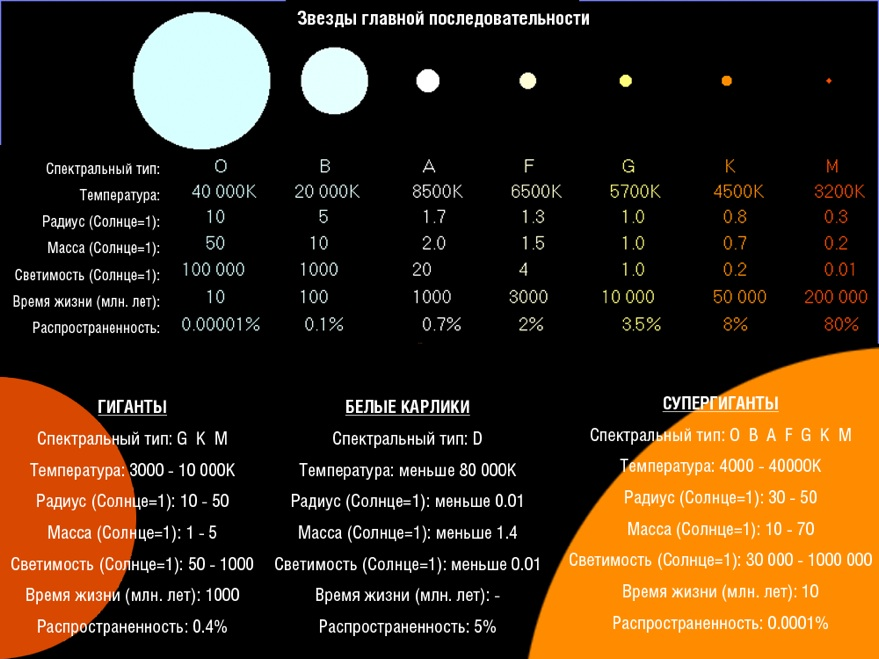 Звезды главной последовательности
Спектральный тип: O B A F G K M
Температура: 40 000K 20 000K 8500K 6500K 5700K 4500K 3200K
Радиус (Солнце=1): 10 5 1.7 1.3 1.0 0.8 0.3
Масса (Солнце=1): 50 10 2.0 1.5 1.0 0.7 0.2
Светимость (Солнце=1): 100 000 1000 20 4 1.0 0.2 0.01
Время жизни (млн. лет): 10 100 1000 3000 10 000 50 000 200 000
Распространенность: 0.00001% 0.1% 0.7% 2% 3.5% 8% 80%
ГИГАНТЫ
Спектральный тип: G K M
Температура: 3000 - 10 000K
Радиус (Солнце=1): 10 - 50
Масса (Солнце=1): 1 - 5
Светимость (Солнце=1): 50 - 1000
Время жизни (млн. лет): 1000
Распространенность: 0.4%
БЕЛЫЕ КАРЛИКИ
Спектральный тип: D
Температура: меньше 80 000K
Радиус (Солнце=1): меньше 0.01
Масса (Солнце=1): меньше 1.4
Светимость (Солнце=1): меньше 0.01
Время жизни (млн. лет): -
Распространенность: 5%
СУПЕРГИГАНТЫ
Спектральный тип: O B A F G K M
Температура: 4000 - 40000K
Радиус (Солнце=1): 30 - 50
Масса (Солнце=1): 10 - 70
Светимость (Солнце=1): 30 000 - 1000 000
Время жизни (млн. лет): 10
Распространенность: 0.0001%